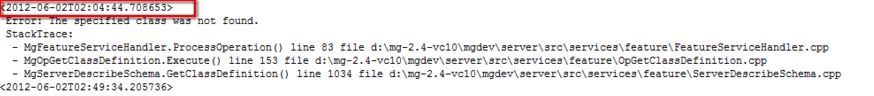 <2012-06-02T02:04:44.708653>
Error: The specified class was not found.
StackTrace:
- MgFeatureServiceHandler.ProcessOperation() line 83 file d:\mg-2.4-vc10\mgdev\server\src\services\feature\FeatureServiceHandler.cpp
- MgOpGetClassDefinition.Execute() line 153 file d:\mg-2.4-vc10\mgdev\server\src\services\feature\OpGetClassDefinition.cpp
- MgServerDescribeSchema.GetClassDefinition() line 1034 file d:\mg-2.4-vc10\mgdev\server\src\services\feature\ServerDescribeSchema.cpp
<2012-06-02T02:49:34.205736>